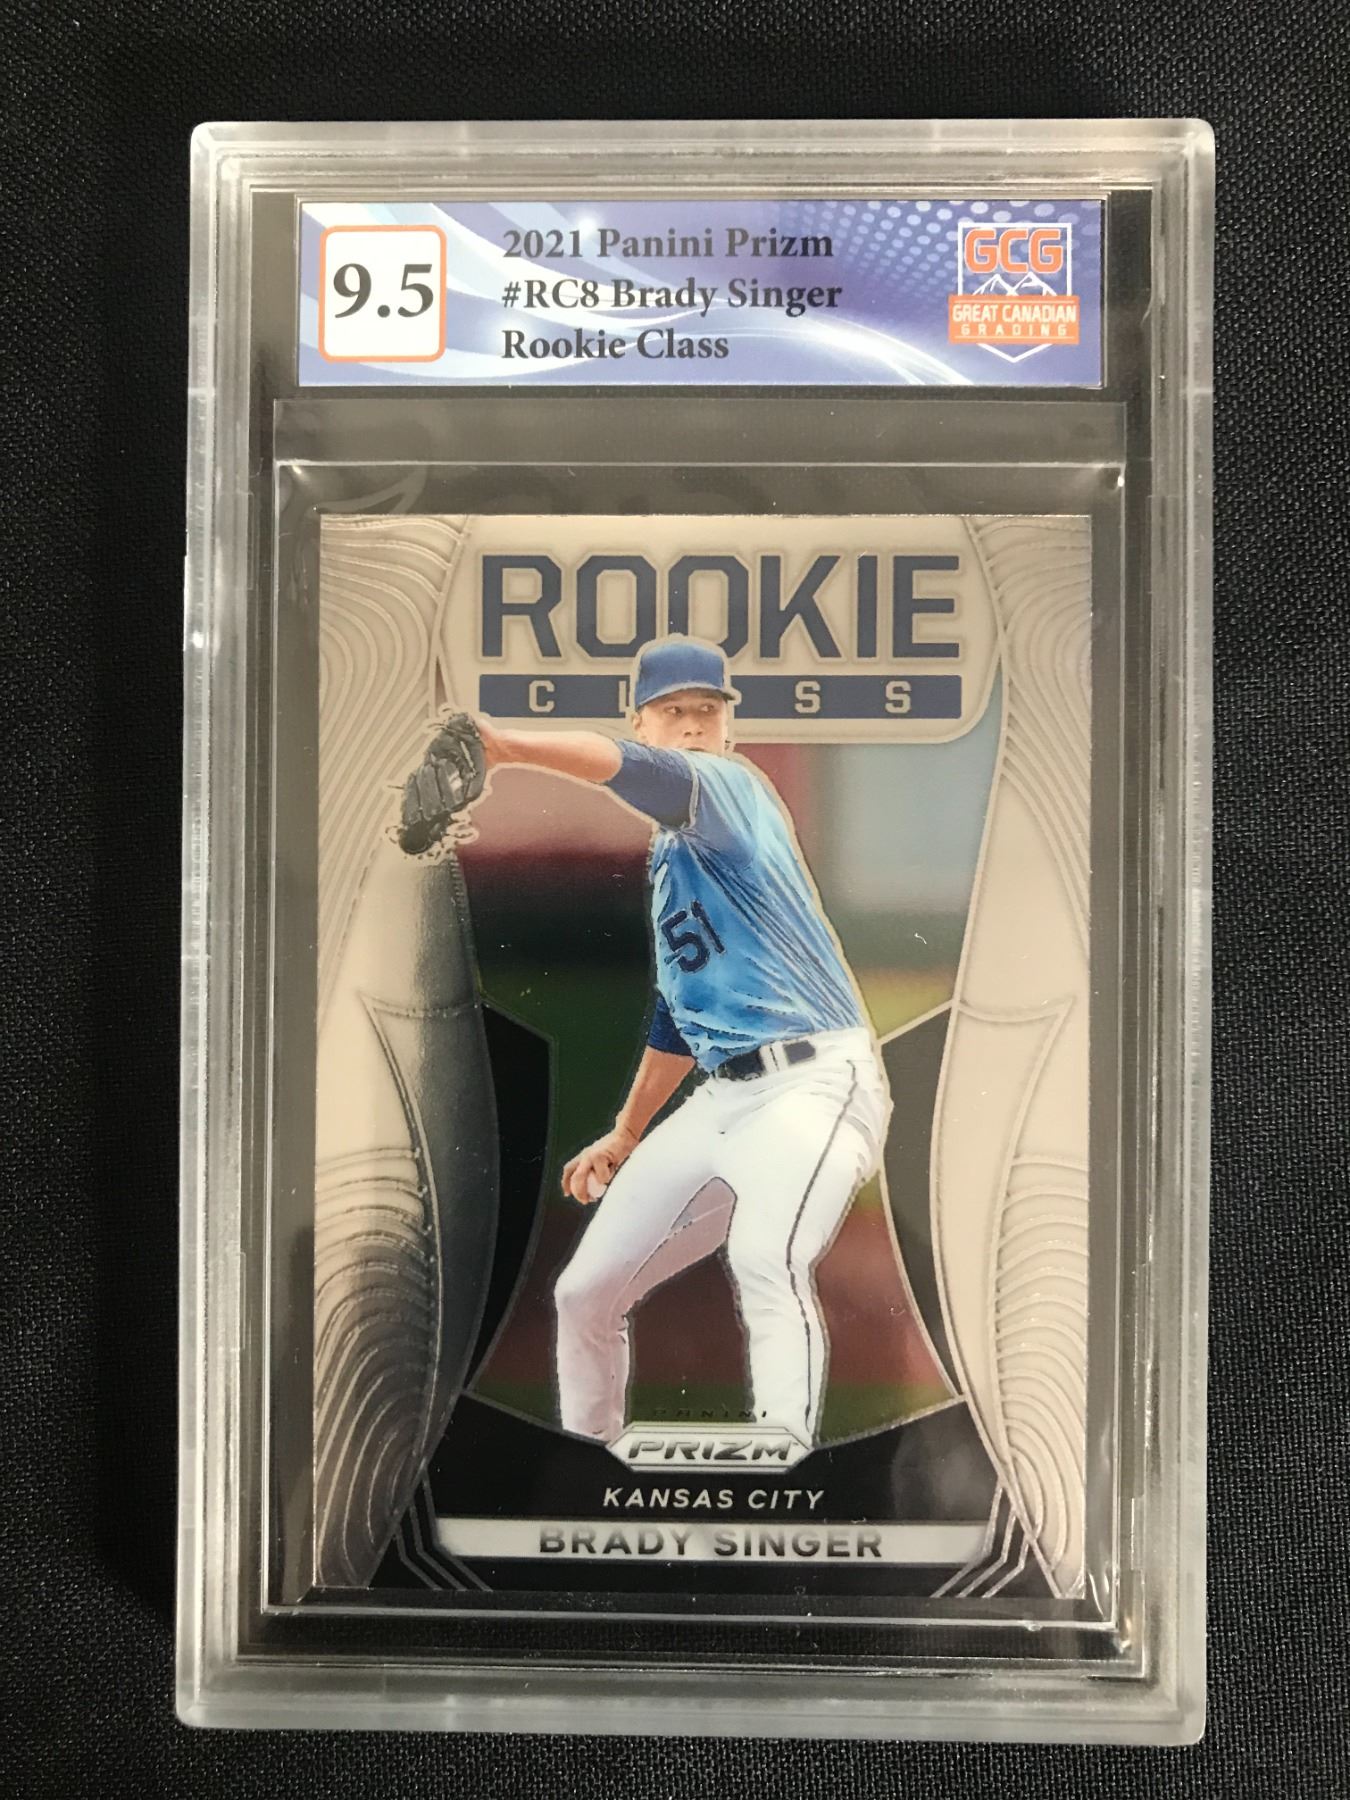 9.5
2021 Panini Prizm
#RC8 Brady Singer
Rookie Class
GCG
GREAT CANADIAN
GRADING
ROOKIE
C L SS
51
PANINI
PRIZM
KANSAS CITY
BRADY SINGER